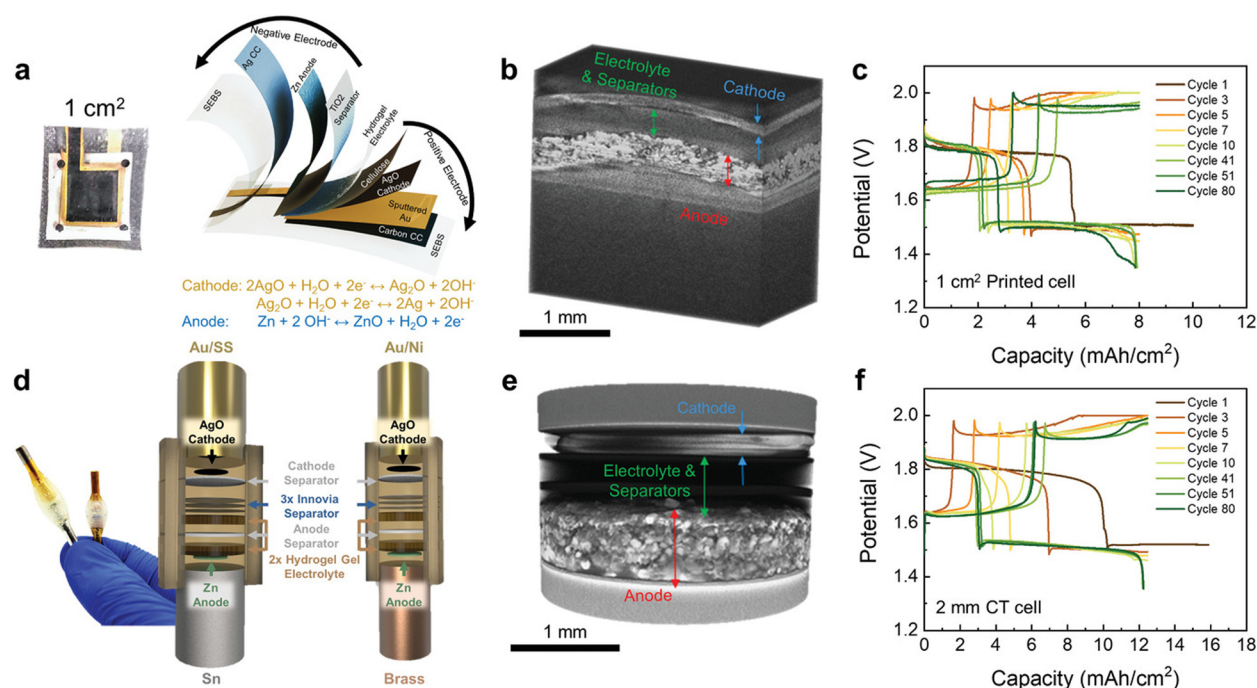 a
1 cm²
Negative Electrode
SEBS
Ag CC
Zn Anode
TiO2 Separator
Hydrogel Electrolyte
Cellulose
AgO Cathode
Sputtered Au
Carbon CC
SEBS
Positive Electrode
Cathode: 2AgO + H₂O + 2e⁻ ↔ Ag₂O + 2OH⁻
Ag₂O + H₂O + 2e⁻ ↔ 2Ag + 2OH⁻
Anode: Zn + 2 OH⁻ ↔ ZnO + H₂O + 2e⁻
b
Electrolyte
& Separators
Cathode
Anode
1 mm
c
Potential (V)
2.2
2.0
1.8
1.6
1.4
1.2
0 2 4 6 8 10 12
Capacity (mAh/cm²)
Cycle 1
Cycle 3
Cycle 5
Cycle 7
Cycle 10
Cycle 41
Cycle 51
Cycle 80
1 cm² Printed cell
d
Au/SS
Au/Ni
AgO
Cathode
AgO
Cathode
Cathode
Separator
3x Innovia
Separator
Anode
Separator
2x Hydrogel Gel
Electrolyte
Zn
Anode
Zn
Anode
Sn
Brass
e
Cathode
Electrolyte &
Separators
Anode
1 mm
f
Potential (V)
2.2
2.0
1.8
1.6
1.4
1.2
0 2 4 6 8 10 12 14 16 18
Capacity (mAh/cm²)
Cycle 1
Cycle 3
Cycle 5
Cycle 7
Cycle 10
Cycle 41
Cycle 51
Cycle 80
2 mm CT cell